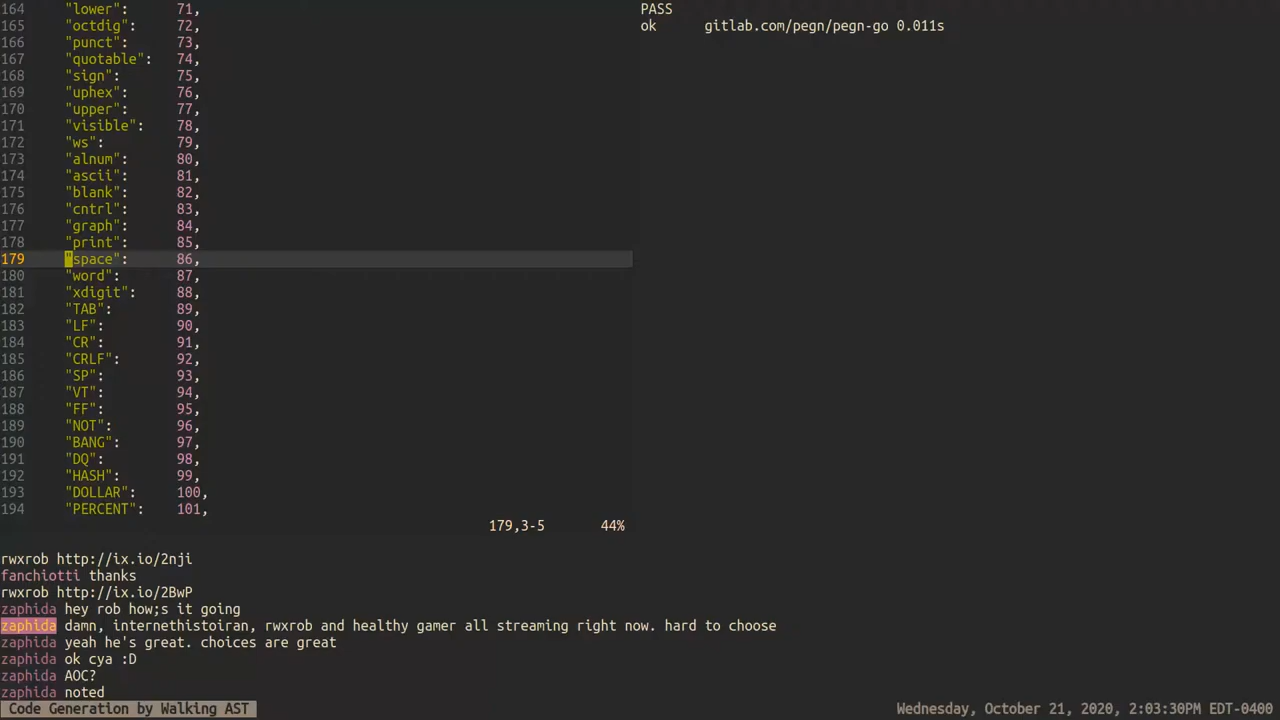 164     "lower":        71,
165     "octdig":       72,
166     "punct":        73,
167     "quotable":   74,
168     "sign":         75,
169     "uphex":        76,
170     "upper":        77,
171     "visible":    78,
172     "ws":           79,
173     "alnum":        80,
174     "ascii":        81,
175     "blank":        82,
176     "cntrl":        83,
177     "graph":        84,
178     "print":        85,
179     "space":        86,
180     "word":         87,
181     "xdigit":       88,
182     "TAB":          89,
183     "LF":           90,
184     "CR":           91,
185     "CRLF":         92,
186     "SP":           93,
187     "VT":           94,
188     "FF":           95,
189     "NOT":          96,
190     "BANG":         97,
191     "DQ":           98,
192     "HASH":         99,
193     "DOLLAR":       100,
194     "PERCENT":      101,
179,3-5       44%
PASS
ok      gitlab.com/pegn/pegn-go 0.011s
rwxrob http://ix.io/2nji
fanchiotti thanks
rwxrob http://ix.io/2BwP
zaphida hey rob how;s it going
zaphida damn, internethistoiran, rwxrob and healthy gamer all streaming right now. hard to choose
zaphida yeah he's great. choices are great
zaphida ok cya :D
zaphida AOC?
zaphida noted
Code Generation by Walking AST
Wednesday, October 21, 2020, 2:03:30PM EDT-0400